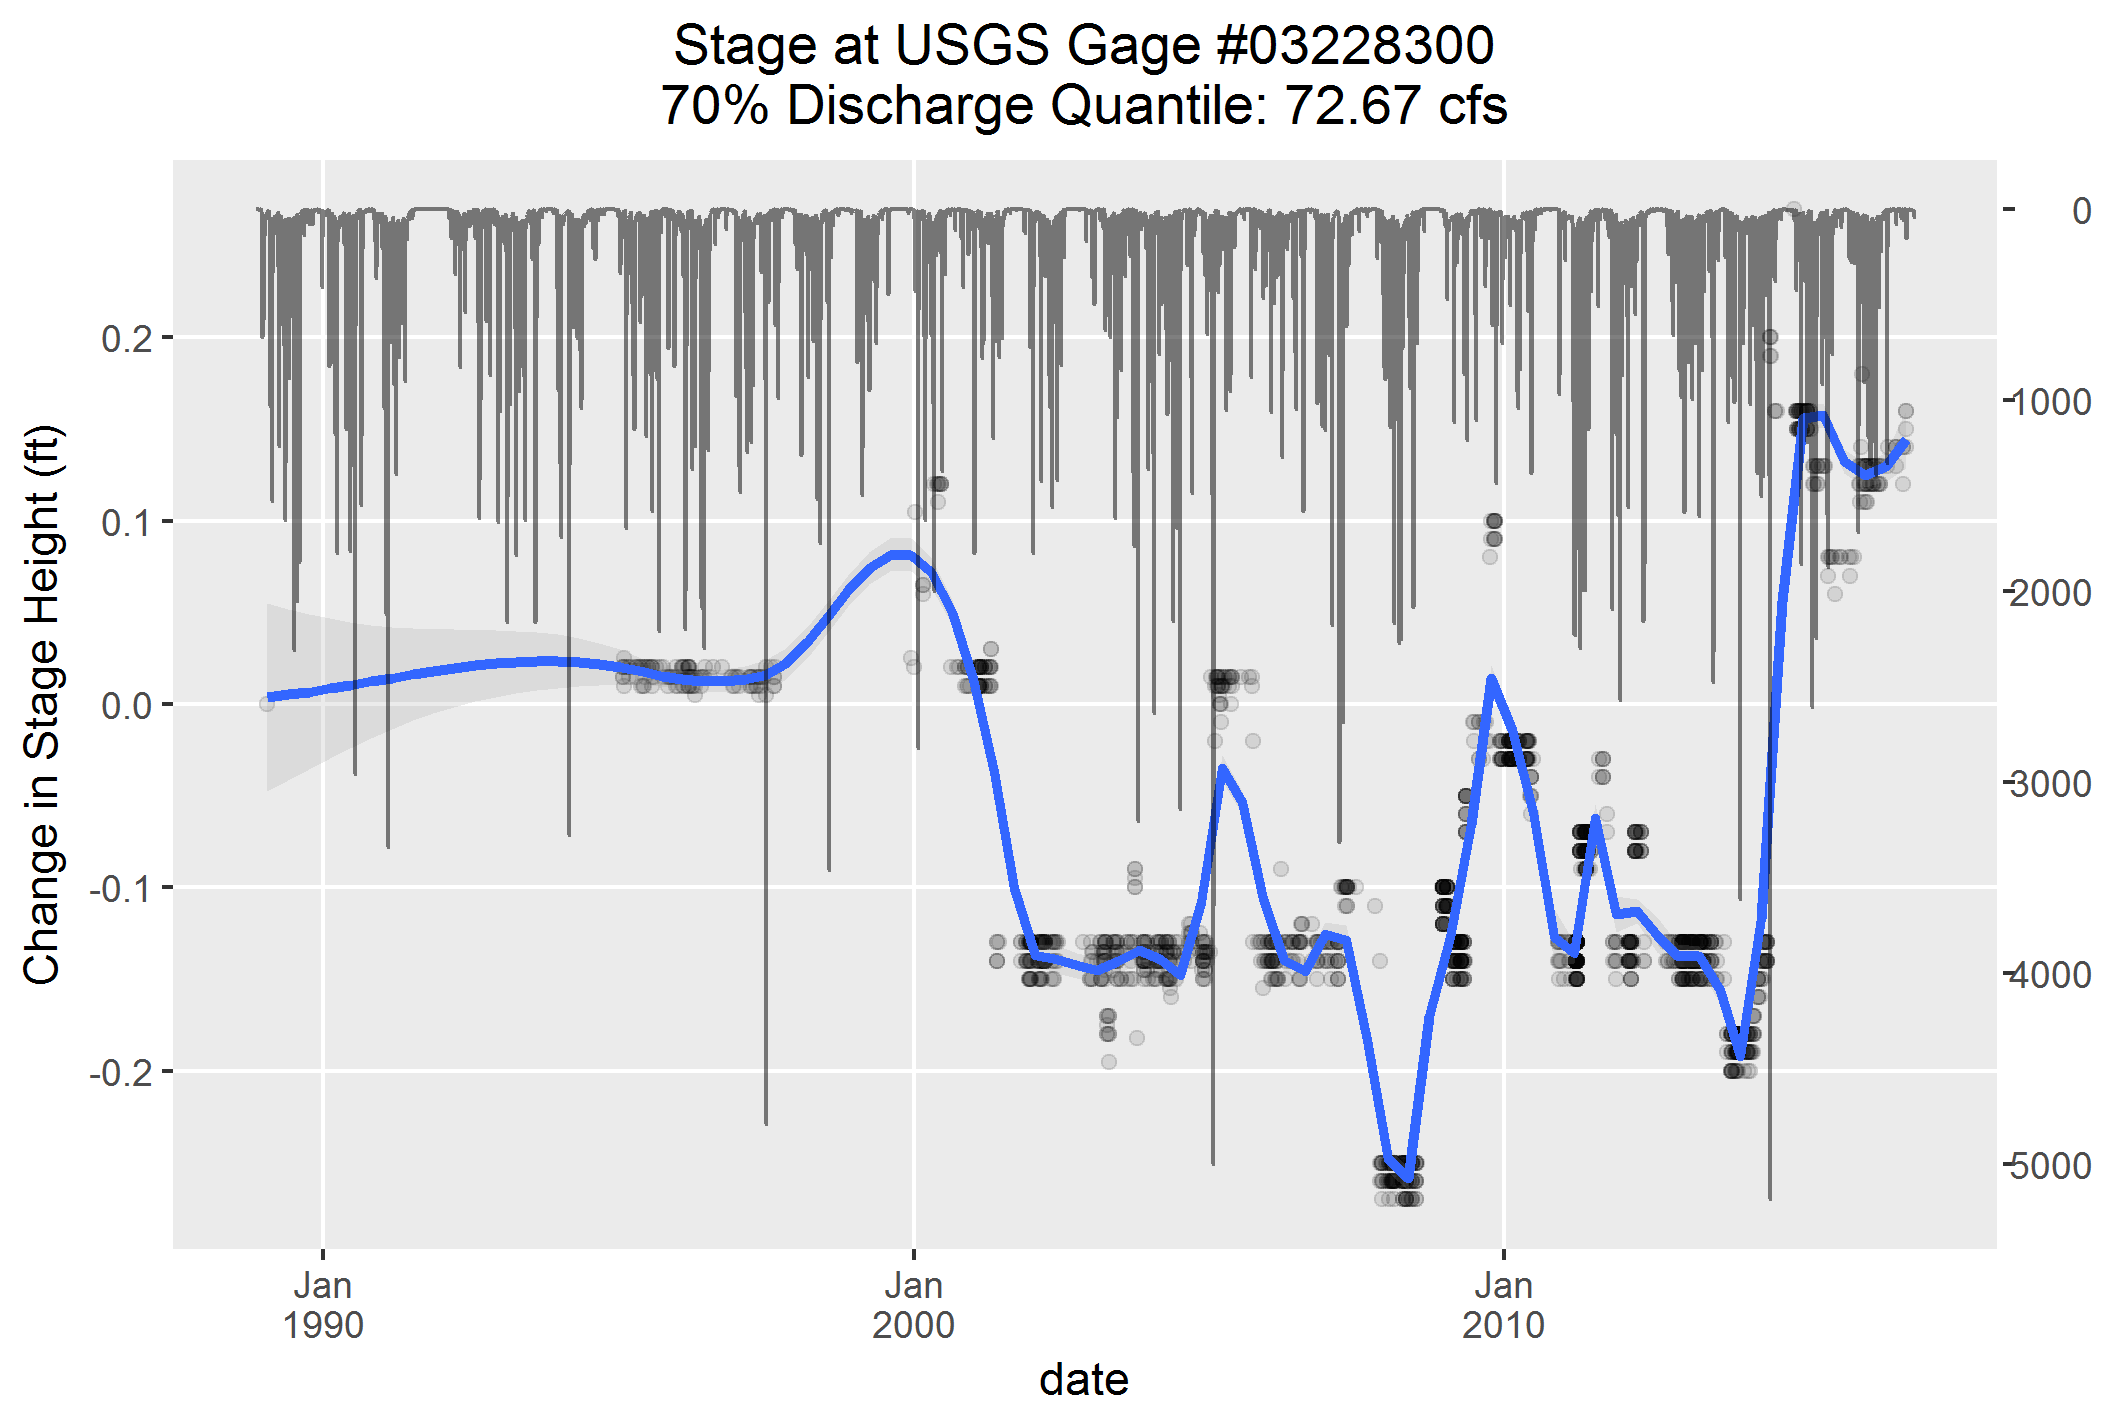 Stage at USGS Gage #03228300
70% Discharge Quantile: 72.67 cfs
Change in Stage Height (ft)
0.2
0.1
0.0
-0.1
-0.2
0
1000
2000
3000
4000
5000
Jan
1990
Jan
2000
Jan
2010
date